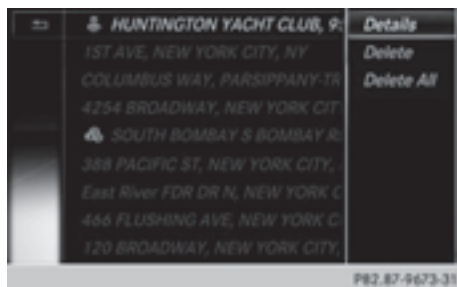 HUNTINGTON YACHT CLUB, 9
1ST AVE, NEW YORK CITY, NY
COLUMBUS WAY, PARSIPPANY-TR
4254 BROADWAY, NEW YORK CIT
SOUTH BOMBAY S BOMBAY R
388 PACIFIC ST, NEW YORK CITY,
East River FDR DR N, NEW YORK C
466 FLUSHING AVE, NEW YORK C
120 BROADWAY, NEW YORK CITY,
Details
Delete
Delete All
P82.87-9673-31